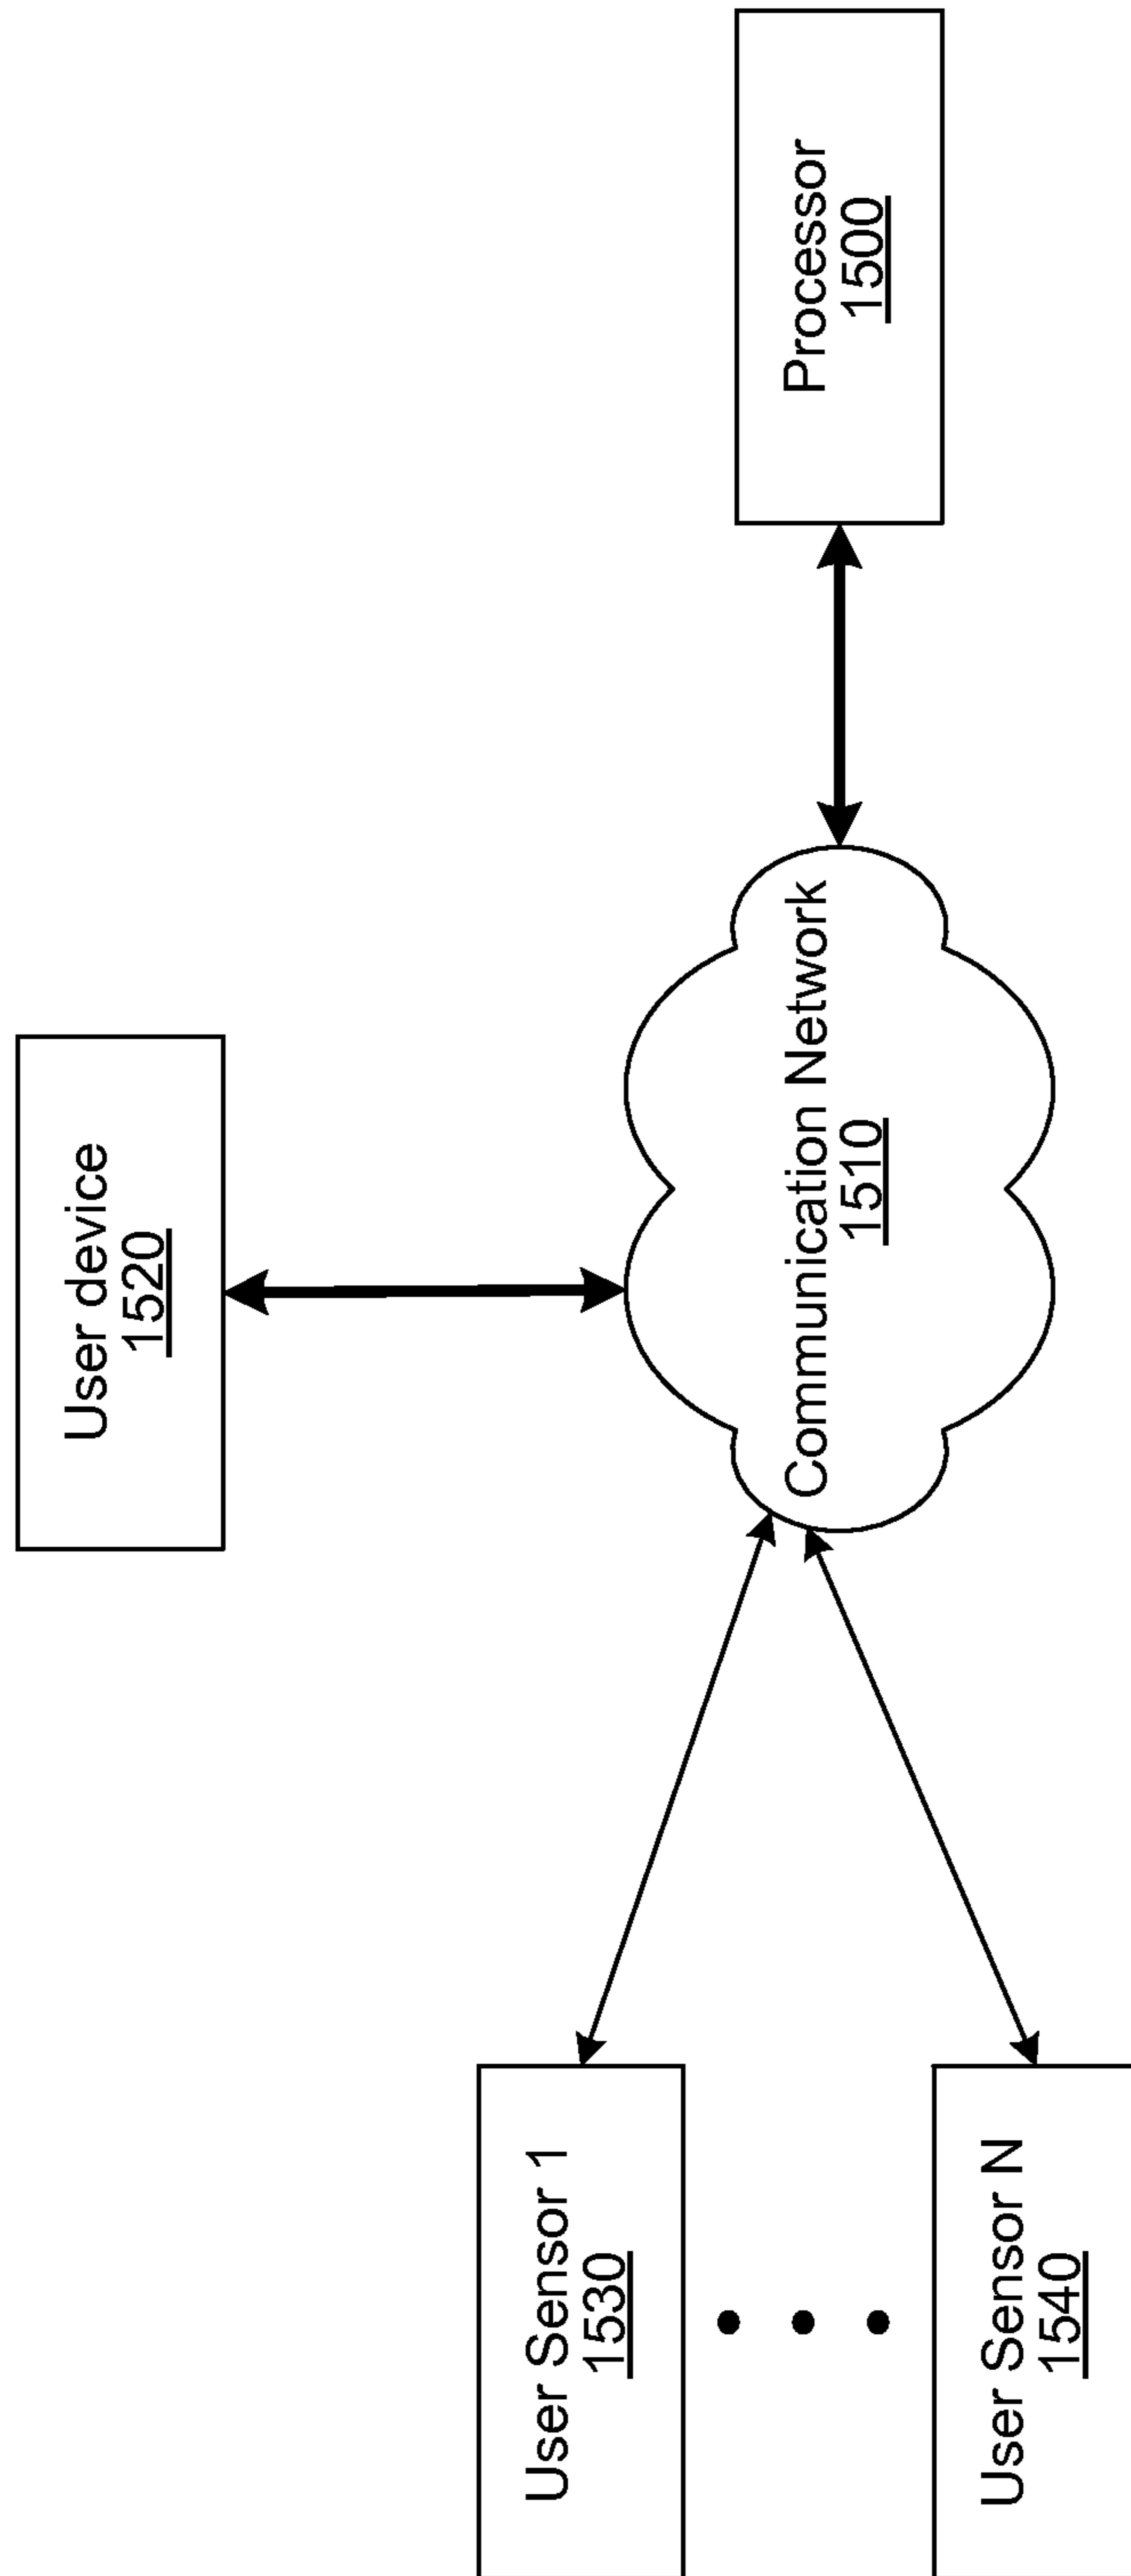 User device
1520
User Sensor 1
1530
Communication Network
1510
Processor
1500
User Sensor N
1540